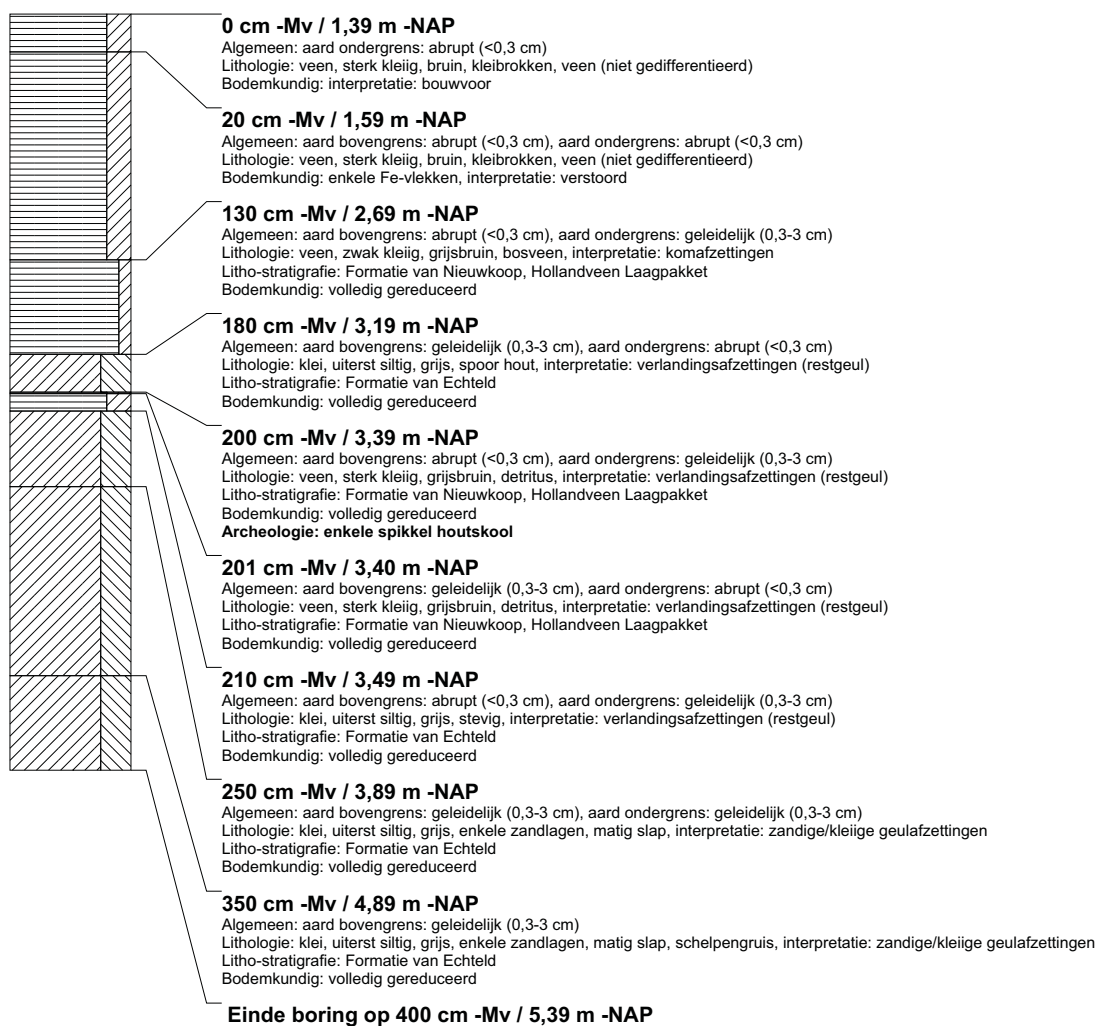 0 cm -Mv / 1,39 m -NAP
Algemeen: aard ondergrens: abrupt (<0,3 cm)
Lithologie: veen, sterk kleiig, bruin, kleibrokken, veen (niet gedifferentieerd)
Bodemkundig: interpretatie: bouwvoor
20 cm -Mv / 1,59 m -NAP
Algemeen: aard bovengrens: abrupt (<0,3 cm), aard ondergrens: abrupt (<0,3 cm)
Lithologie: veen, sterk kleiig, bruin, kleibrokken, veen (niet gedifferentieerd)
Bodemkundig: enkele Fe-vlekken, interpretatie: verstoord
130 cm -Mv / 2,69 m -NAP
Algemeen: aard bovengrens: abrupt (<0,3 cm), aard ondergrens: geleidelijk (0,3-3 cm)
Lithologie: veen, zwak kleiig, grijsbruin, bosveen, interpretatie: komafzettingen
Litho-stratigrafie: Formatie van Nieuwkoop, Hollandveen Laagpakket
Bodemkundig: volledig gereduceerd
180 cm -Mv / 3,19 m -NAP
Algemeen: aard bovengrens: geleidelijk (0,3-3 cm), aard ondergrens: abrupt (<0,3 cm)
Lithologie: klei, uiterst siltig, grijs, spoor hout, interpretatie: verlandingsafzettingen (restgeul)
Litho-stratigrafie: Formatie van Echteld
Bodemkundig: volledig gereduceerd
200 cm -Mv / 3,39 m -NAP
Algemeen: aard bovengrens: abrupt (<0,3 cm), aard ondergrens: geleidelijk (0,3-3 cm)
Lithologie: veen, sterk kleiig, grijsbruin, detritus, interpretatie: verlandingsafzettingen (restgeul)
Litho-stratigrafie: Formatie van Nieuwkoop, Hollandveen Laagpakket
Bodemkundig: volledig gereduceerd
Archeologie: enkele spikkel houtskool
201 cm -Mv / 3,40 m -NAP
Algemeen: aard bovengrens: geleidelijk (0,3-3 cm), aard ondergrens: abrupt (<0,3 cm)
Lithologie: veen, sterk kleiig, grijsbruin, detritus, interpretatie: verlandingsafzettingen (restgeul)
Litho-stratigrafie: Formatie van Nieuwkoop, Hollandveen Laagpakket
Bodemkundig: volledig gereduceerd
210 cm -Mv / 3,49 m -NAP
Algemeen: aard bovengrens: abrupt (<0,3 cm), aard ondergrens: geleidelijk (0,3-3 cm)
Lithologie: klei, uiterst siltig, grijs, stevig, interpretatie: verlandingsafzettingen (restgeul)
Litho-stratigrafie: Formatie van Echteld
Bodemkundig: volledig gereduceerd
250 cm -Mv / 3,89 m -NAP
Algemeen: aard bovengrens: geleidelijk (0,3-3 cm), aard ondergrens: geleidelijk (0,3-3 cm)
Lithologie: klei, uiterst siltig, grijs, enkele zandlagen, matig slap, interpretatie: zandige/kleiige geulafzettingen
Litho-stratigrafie: Formatie van Echteld
Bodemkundig: volledig gereduceerd
350 cm -Mv / 4,89 m -NAP
Algemeen: aard bovengrens: geleidelijk (0,3-3 cm)
Lithologie: klei, uiterst siltig, grijs, enkele zandlagen, matig slap, schelpengruis, interpretatie: zandige/kleiige geulafzettingen
Litho-stratigrafie: Formatie van Echteld
Bodemkundig: volledig gereduceerd
Einde boring op 400 cm -Mv / 5,39 m -NAP